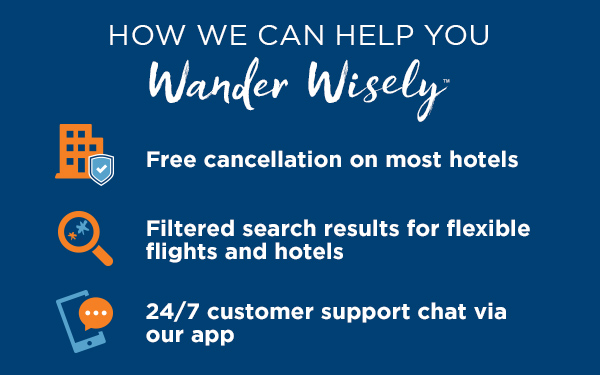 HOW WE CAN HELP YOU
Wander Wisely™
Free cancellation on most hotels
Filtered search results for flexible
flights and hotels
24/7 customer support chat via
our app